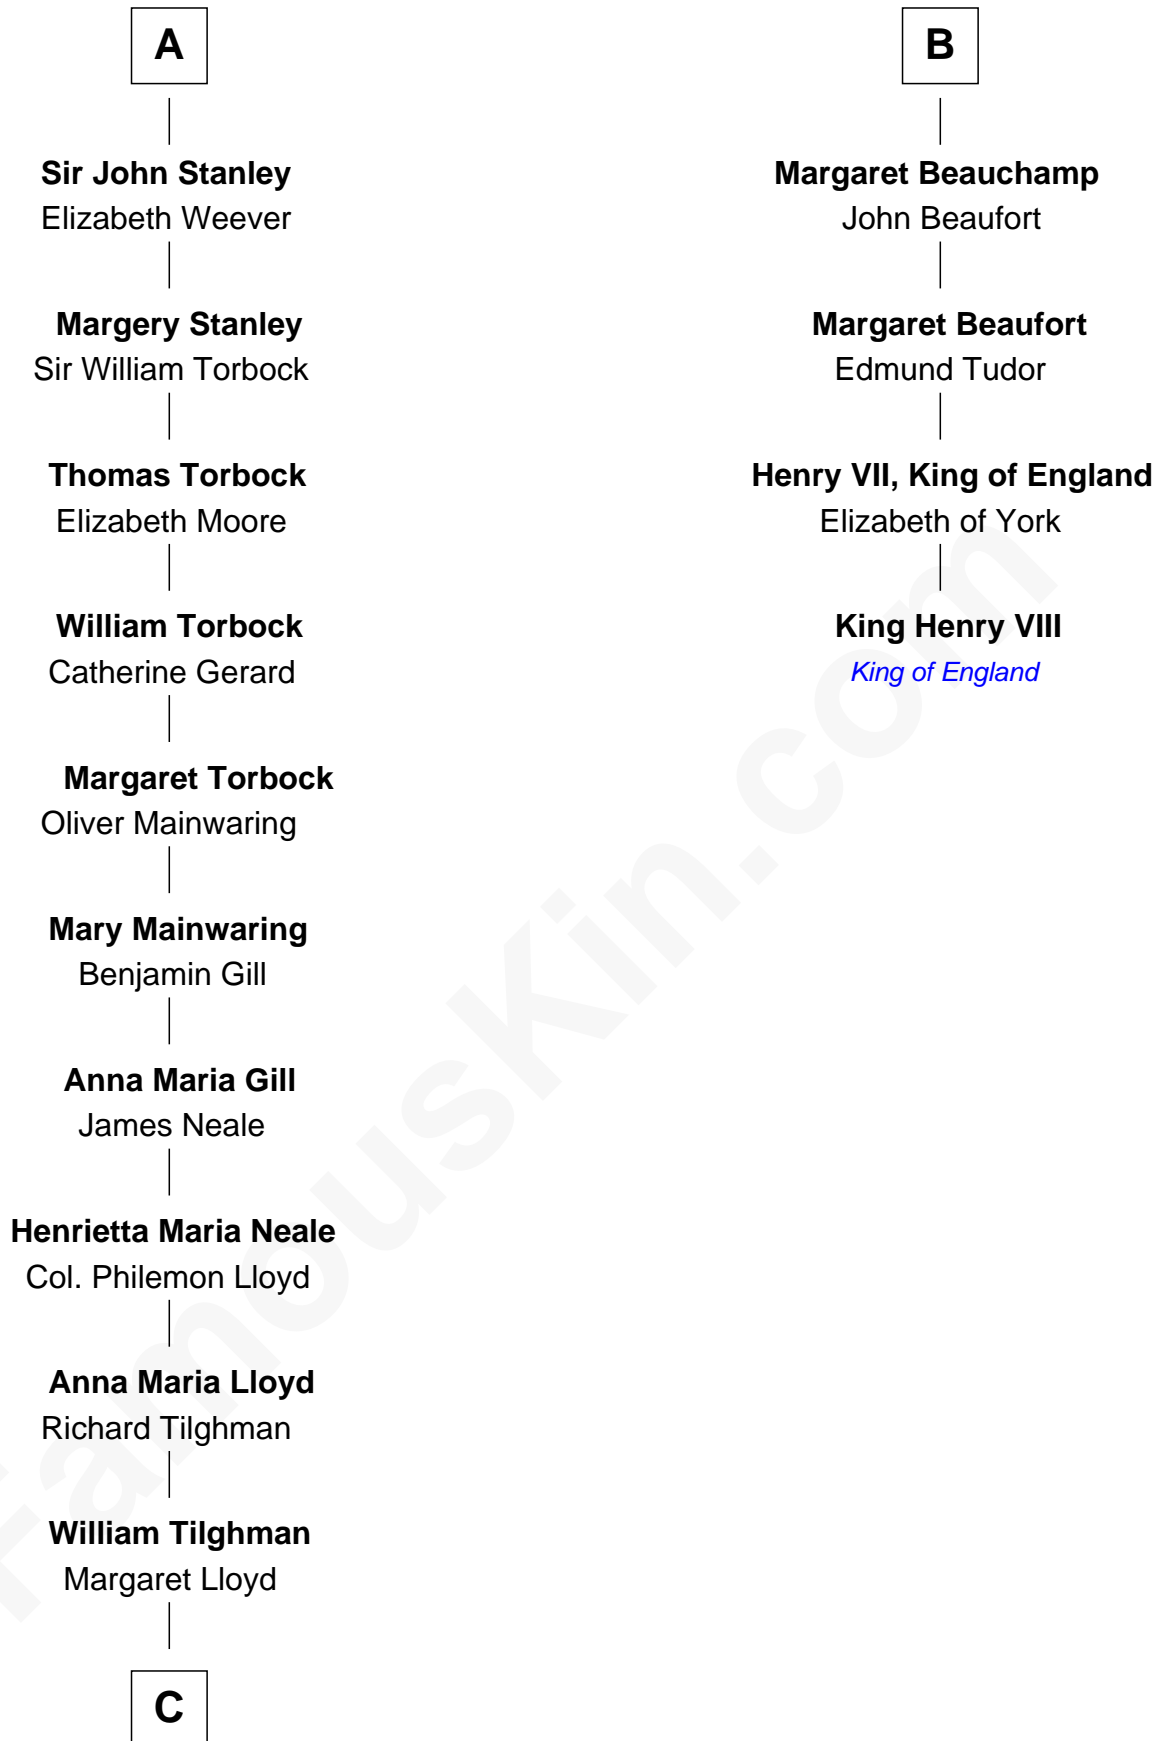 A
Sir John Stanley
Elizabeth Weever
Margery Stanley
Sir William Torbock
Thomas Torbock
Elizabeth Moore
William Torbock
Catherine Gerard
Margaret Torbock
Oliver Mainwaring
Mary Mainwaring
Benjamin Gill
Anna Maria Gill
James Neale
Henrietta Maria Neale
Col. Philemon Lloyd
Anna Maria Lloyd
Richard Tilghman
William Tilghman
Margaret Lloyd
C
B
Margaret Beauchamp
John Beaufort
Margaret Beaufort
Edmund Tudor
Henry VII, King of England
Elizabeth of York
King Henry VIII
King of England
FamousKin.com